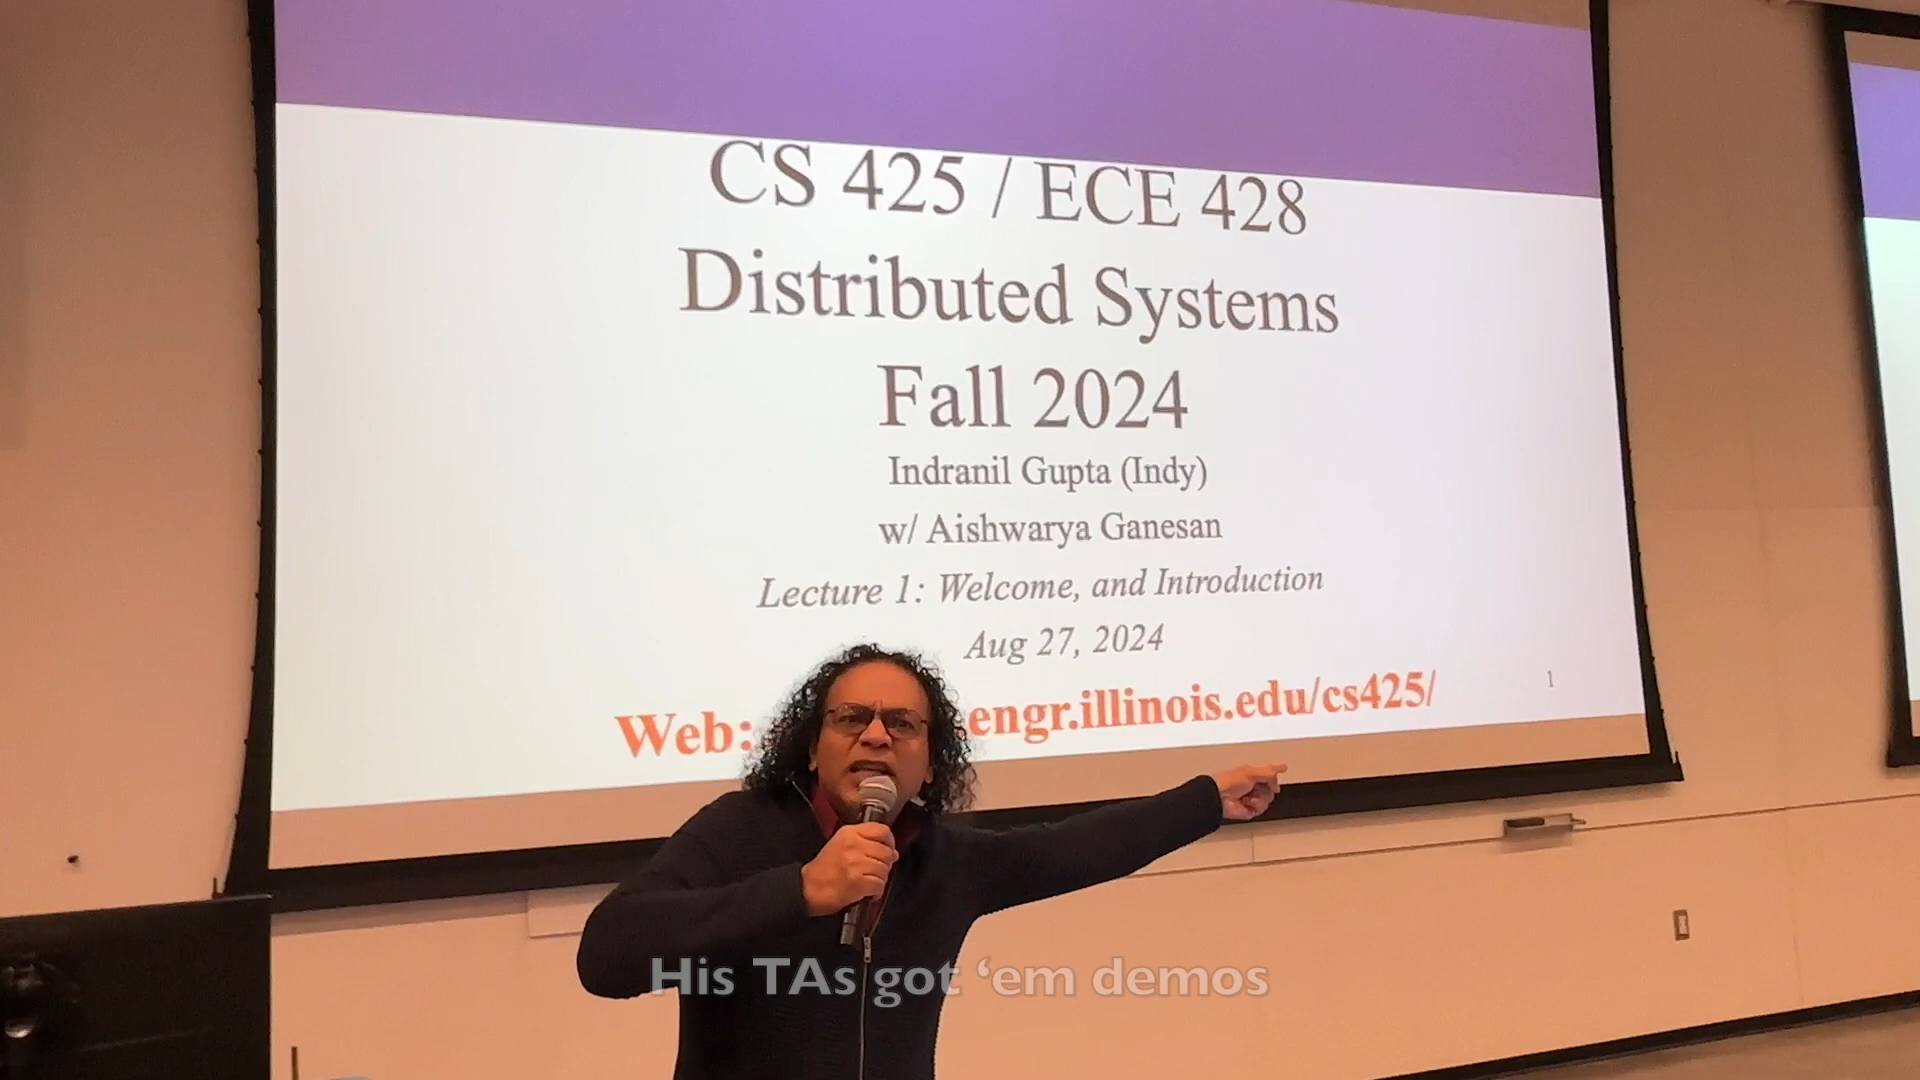 CS 425 / ECE 428
Distributed Systems
Fall 2024
Indranil Gupta (Indy)
w/ Aishwarya Ganesan
Lecture 1: Welcome, and Introduction
Aug 27, 2024
1
Web: engr.illinois.edu/cs425/
His TAs got ‘em demos